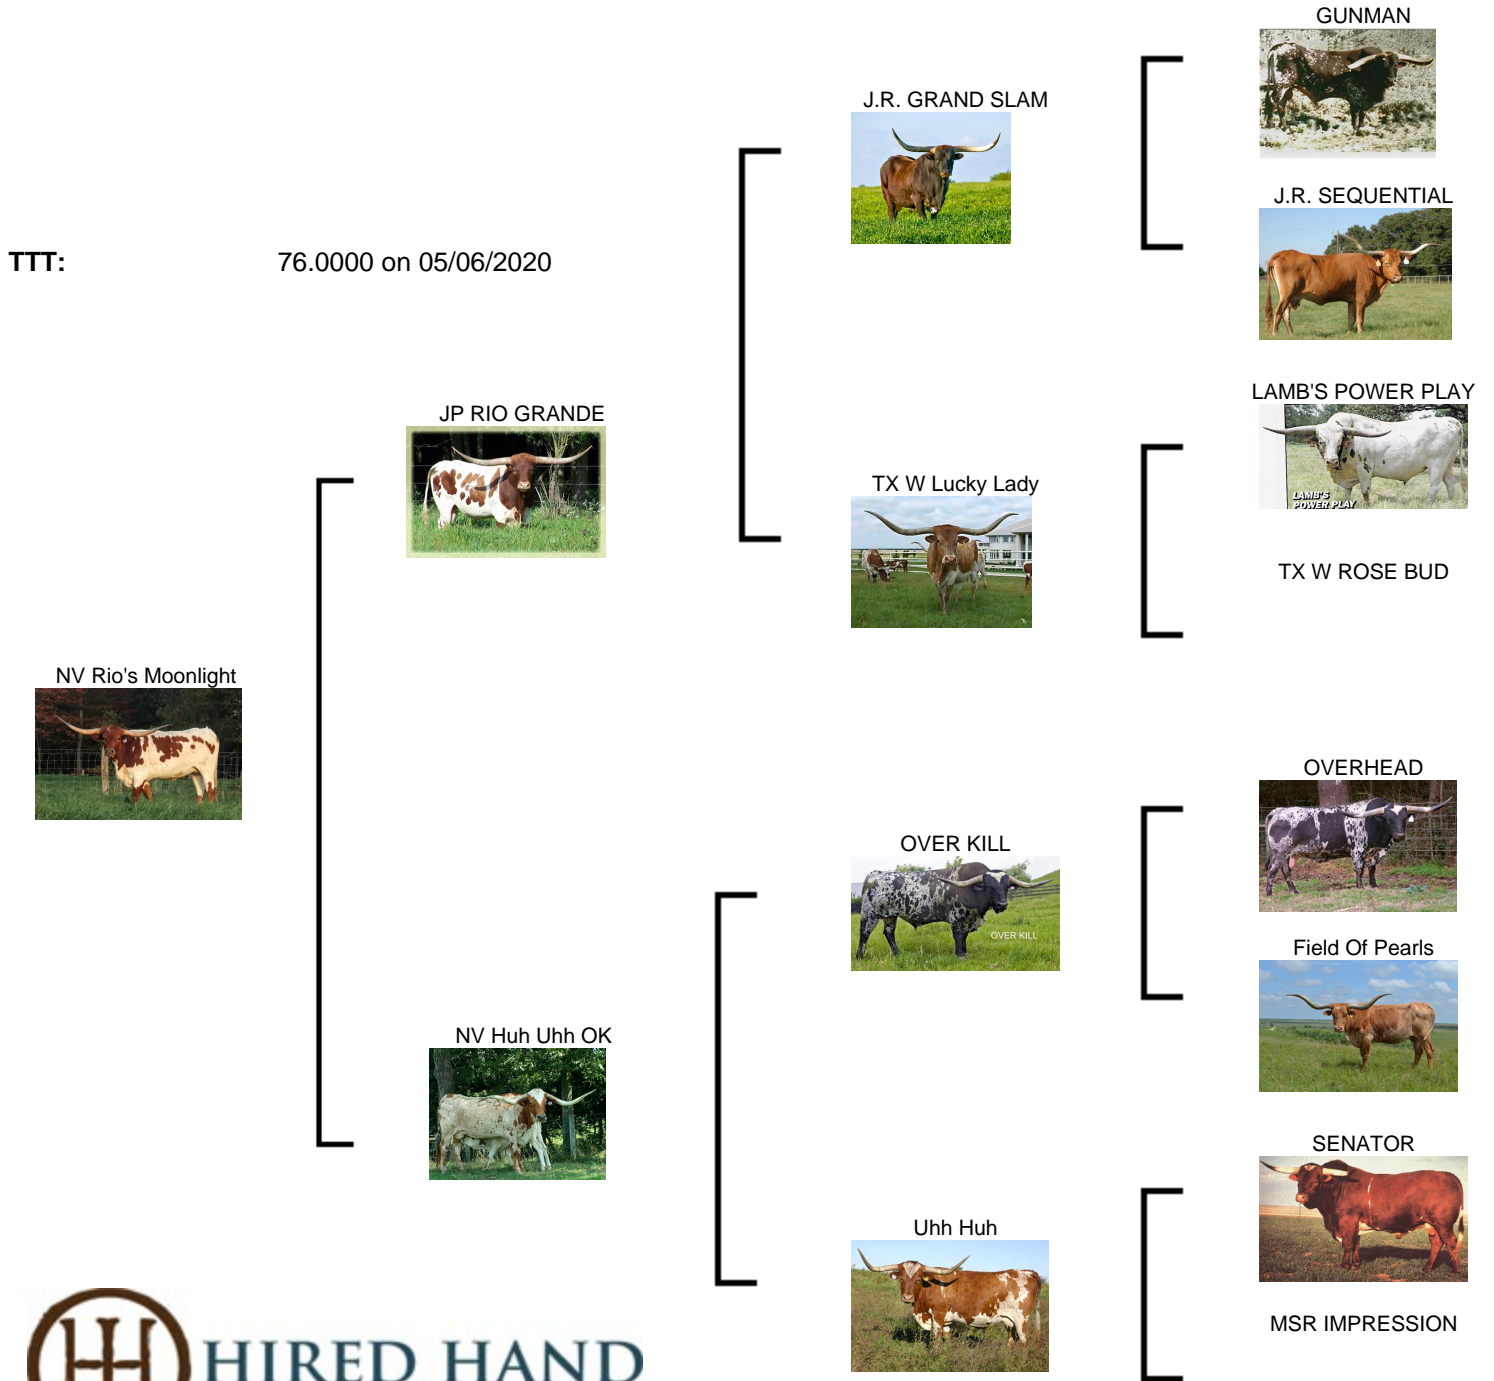 GUNMAN
J.R. GRAND SLAM
J.R. SEQUENTIAL
TTT: 76.0000 on 05/06/2020
LAMB'S POWER PLAY
JP RIO GRANDE
TX W Lucky Lady
LAMB'S
POWER PLAY
TX W ROSE BUD
NV Rio's Moonlight
OVERHEAD
OVER KILL
OVER KILL
Field Of Pearls
NV Huh Uhh OK
SENATOR
Uhh Huh
MSR IMPRESSION
HIRED HAND